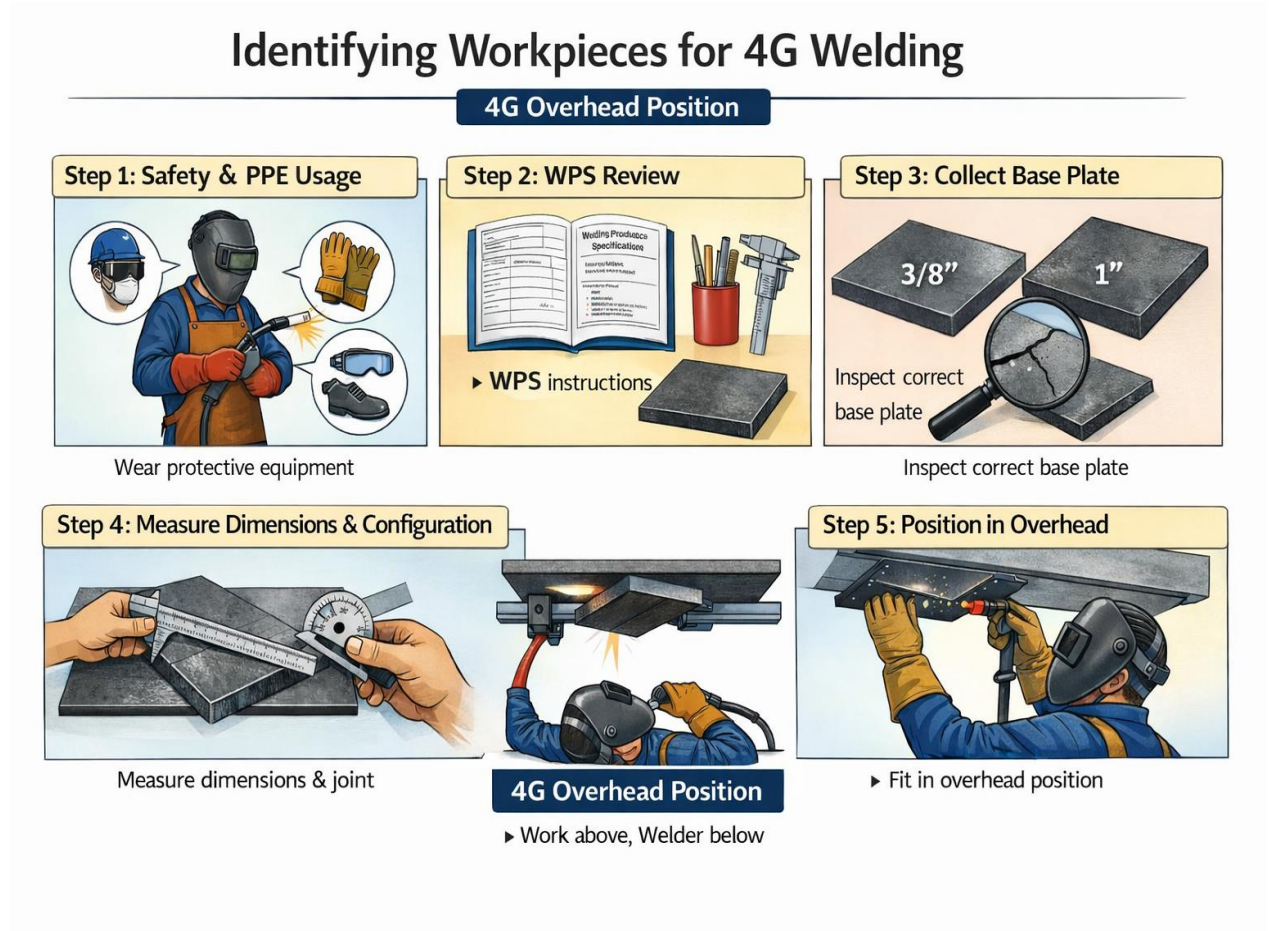 Identifying Workpieces for 4G Welding
4G Overhead Position
Step 1: Safety & PPE Usage
Wear protective equipment
Step 2: WPS Review
Welding Produosce
Specifications
▸ WPS instructions
Step 3: Collect Base Plate
3/8”
1”
Inspect correct
base plate
Inspect correct base plate
Step 4: Measure Dimensions & Configuration
Measure dimensions & joint
4G Overhead Position
▸ Work above, Welder below
Step 5: Position in Overhead
▸ Fit in overhead position